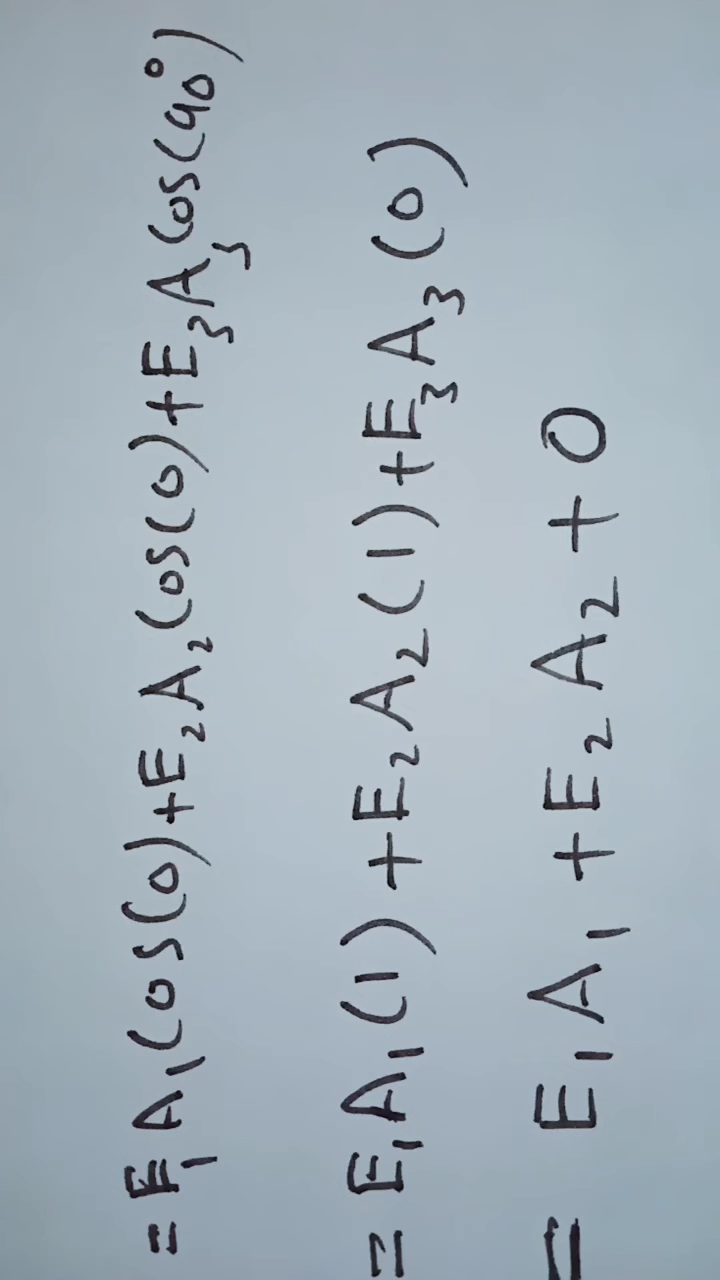 = E₁A₁Cos(0)+E₂A₂Cos(0)+E₃A₃Cos(90°)
= E₁A₁(1)+E₂A₂(1)+E₃A₃(0)
= E₁A₁+E₂A₂+0